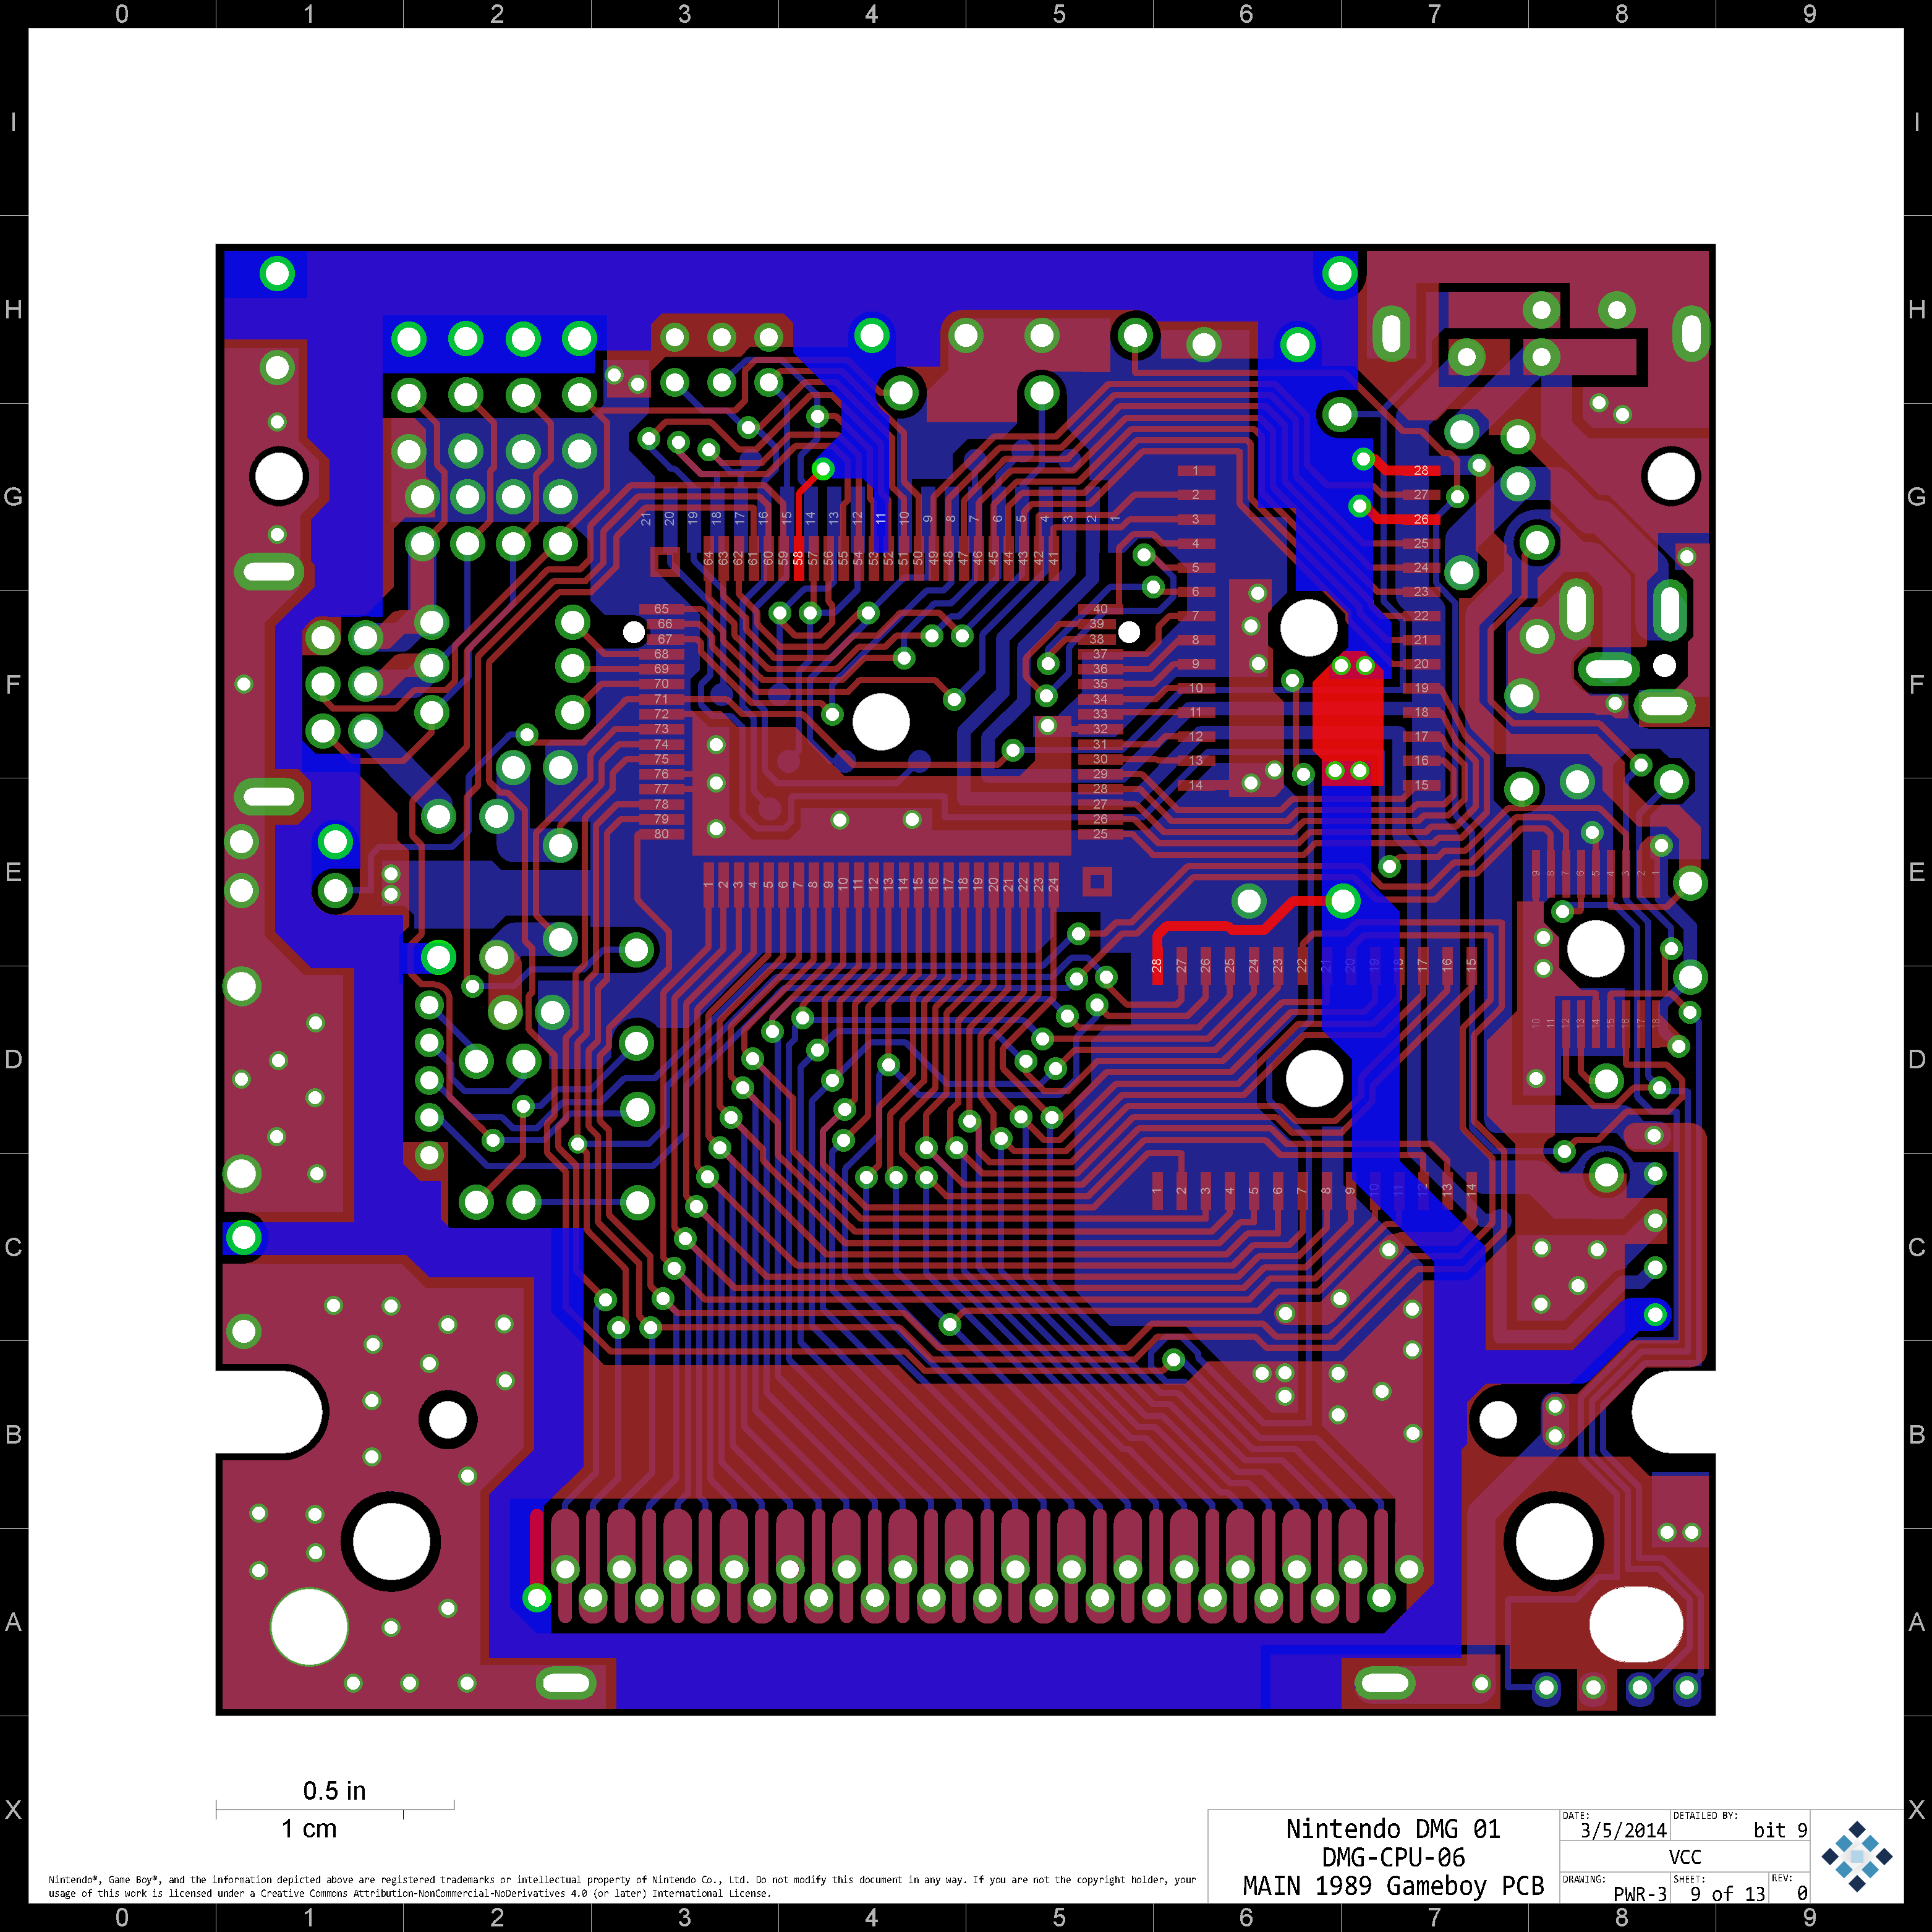 0 1 2 3 4 5 6 7 8 9
I I
H H
G G
F F
E E
D D
C C
B B
A A
X X
1 28
2 27
3 26
4 25
5 24
6 23
7 22
8 21
9 20
10 19
11 18
12 17
13 16
14 15
21 20 19 18 17 16 15 14 13 12 11 10 9 8 7 6 5 4 3 2 1
64 63 62 61 60 59 58 57 56 55 54 53 52 51 50 49 48 47 46 45 44 43 42 41
65 40
66 39
67 38
68 37
69 36
70 35
71 34
72 33
73 32
74 31
75 30
76 29
77 28
78 27
79 26
80 25
1 2 3 4 5 6 7 8 9 10 11 12 13 14 15 16 17 18 19 20 21 22 23 24
9 8 7 6 5 4 3 2 1
28 27 26 25 24 23 22 21 20 19 18 17 16 15
10 11 12 13 14 15 16 17 18
1 2 3 4 5 6 7 8 9 10 11 12 13 14
0.5 in
1 cm
Nintendo DMG 01
DMG-CPU-06
MAIN 1989 Gameboy PCB
DATE: 3/5/2014
DETAILED BY: bit 9
VCC
DRAWING: PWR-3
SHEET: 9 of 13
REV: 0
Nintendo®, Game Boy®, and the information depicted above are registered trademarks or intellectual property of Nintendo Co., Ltd. Do not modify this document in any way. If you are not the copyright holder, your
usage of this work is licensed under a Creative Commons Attribution-NonCommercial-NoDerivatives 4.0 (or later) International License.
0 1 2 3 4 5 6 7 8 9